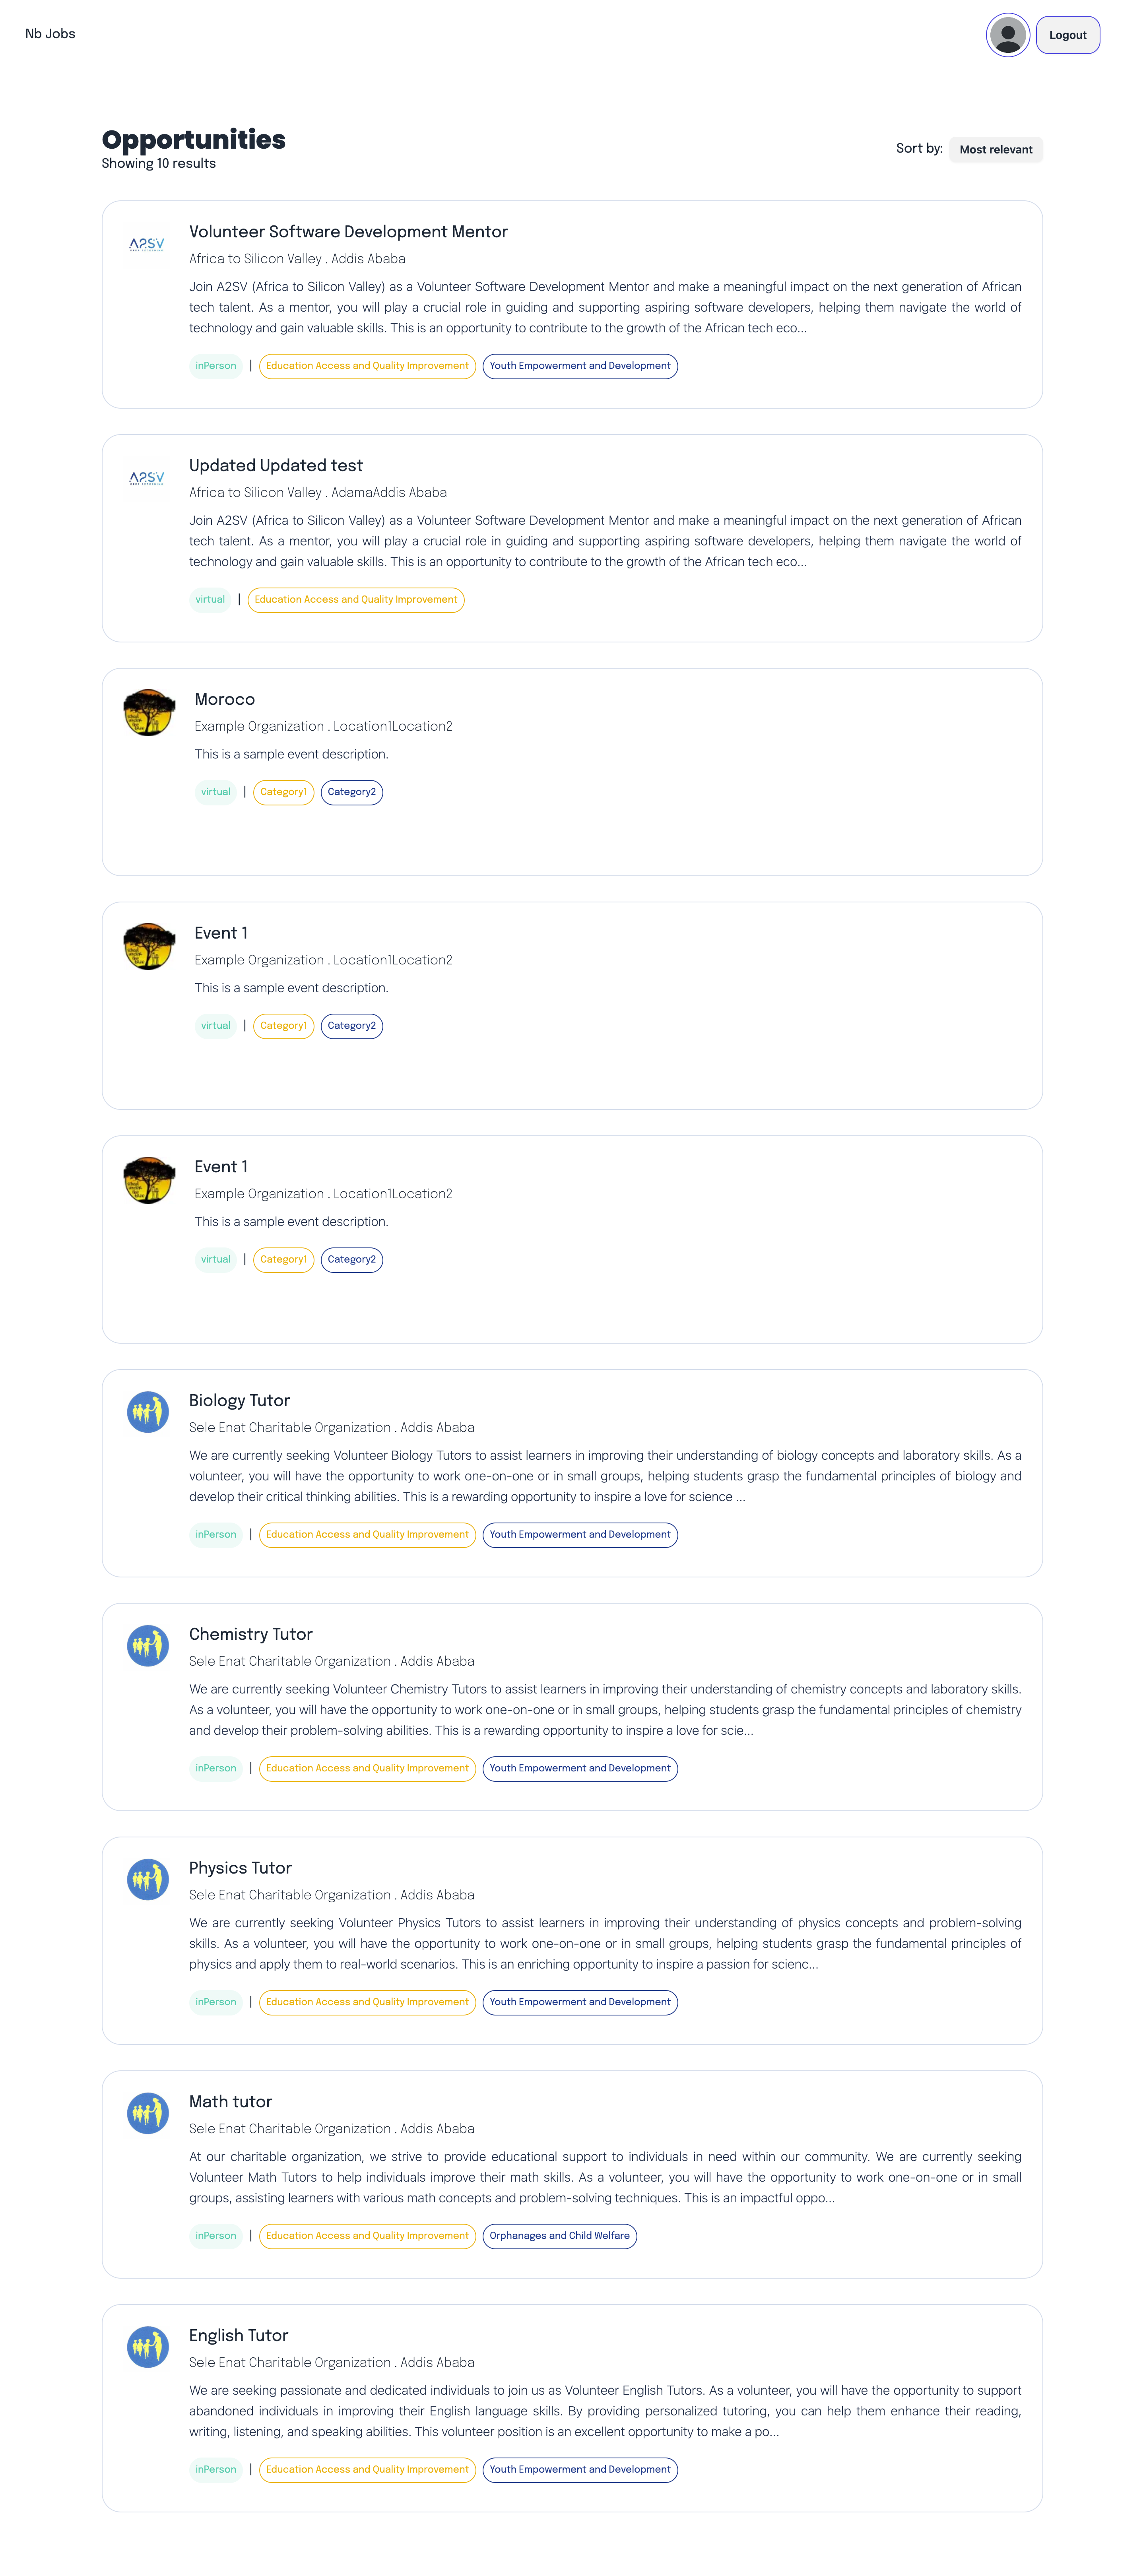 Nb Jobs
Logout
Opportunities
Showing 10 results
Sort by:
Most relevant
A2SV
Volunteer Software Development Mentor
Africa to Silicon Valley . Addis Ababa
Join A2SV (Africa to Silicon Valley) as a Volunteer Software Development Mentor and make a meaningful impact on the next generation of African
tech talent. As a mentor, you will play a crucial role in guiding and supporting aspiring software developers, helping them navigate the world of
technology and gain valuable skills. This is an opportunity to contribute to the growth of the African tech eco...
inPerson | Education Access and Quality Improvement Youth Empowerment and Development
A2SV
Updated Updated test
Africa to Silicon Valley . AdamaAddis Ababa
Join A2SV (Africa to Silicon Valley) as a Volunteer Software Development Mentor and make a meaningful impact on the next generation of African
tech talent. As a mentor, you will play a crucial role in guiding and supporting aspiring software developers, helping them navigate the world of
technology and gain valuable skills. This is an opportunity to contribute to the growth of the African tech eco...
virtual | Education Access and Quality Improvement
Moroco
Example Organization . Location1Location2
This is a sample event description.
virtual | Category1 Category2
Event 1
Example Organization . Location1Location2
This is a sample event description.
virtual | Category1 Category2
Event 1
Example Organization . Location1Location2
This is a sample event description.
virtual | Category1 Category2
Biology Tutor
Sele Enat Charitable Organization . Addis Ababa
We are currently seeking Volunteer Biology Tutors to assist learners in improving their understanding of biology concepts and laboratory skills. As a
volunteer, you will have the opportunity to work one-on-one or in small groups, helping students grasp the fundamental principles of biology and
develop their critical thinking abilities. This is a rewarding opportunity to inspire a love for science ...
inPerson | Education Access and Quality Improvement Youth Empowerment and Development
Chemistry Tutor
Sele Enat Charitable Organization . Addis Ababa
We are currently seeking Volunteer Chemistry Tutors to assist learners in improving their understanding of chemistry concepts and laboratory skills.
As a volunteer, you will have the opportunity to work one-on-one or in small groups, helping students grasp the fundamental principles of chemistry
and develop their problem-solving abilities. This is a rewarding opportunity to inspire a love for scie...
inPerson | Education Access and Quality Improvement Youth Empowerment and Development
Physics Tutor
Sele Enat Charitable Organization . Addis Ababa
We are currently seeking Volunteer Physics Tutors to assist learners in improving their understanding of physics concepts and problem-solving
skills. As a volunteer, you will have the opportunity to work one-on-one or in small groups, helping students grasp the fundamental principles of
physics and apply them to real-world scenarios. This is an enriching opportunity to inspire a passion for scienc...
inPerson | Education Access and Quality Improvement Youth Empowerment and Development
Math tutor
Sele Enat Charitable Organization . Addis Ababa
At our charitable organization, we strive to provide educational support to individuals in need within our community. We are currently seeking
Volunteer Math Tutors to help individuals improve their math skills. As a volunteer, you will have the opportunity to work one-on-one or in small
groups, assisting learners with various math concepts and problem-solving techniques. This is an impactful oppo...
inPerson | Education Access and Quality Improvement Orphanages and Child Welfare
English Tutor
Sele Enat Charitable Organization . Addis Ababa
We are seeking passionate and dedicated individuals to join us as Volunteer English Tutors. As a volunteer, you will have the opportunity to support
abandoned individuals in improving their English language skills. By providing personalized tutoring, you can help them enhance their reading,
writing, listening, and speaking abilities. This volunteer position is an excellent opportunity to make a po...
inPerson | Education Access and Quality Improvement Youth Empowerment and Development